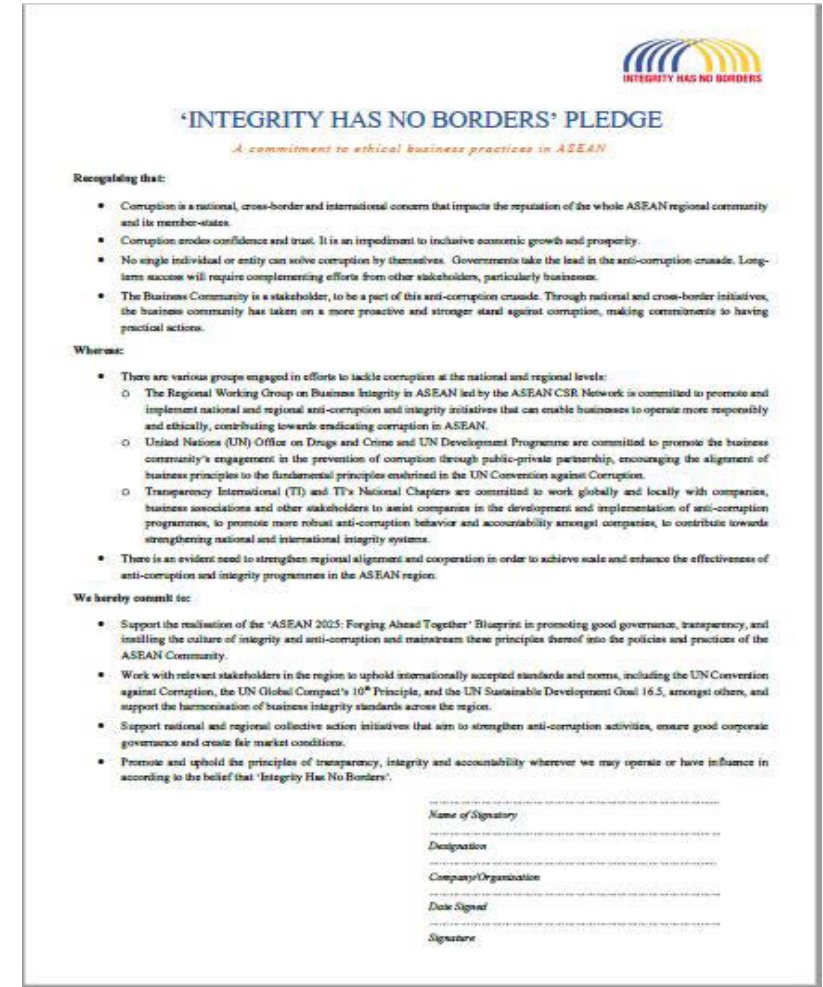 INTEGRITY HAS NO BORDERS
‘INTEGRITY HAS NO BORDERS’ PLEDGE
A commitment to ethical business practices in ASEAN
Recognising that:
• Corruption is a national, cross-border and international concern that impacts the reputation of the whole ASEAN regional community
and its member-states.
• Corruption erodes confidence and trust. It is an impediment to inclusive economic growth and prosperity.
• No single individual or entity can solve corruption by themselves. Governments take the lead in the anti-corruption crusade. Long-
term success will require complementing efforts from other stakeholders, particularly businesses.
• The Business Community is a stakeholder, to be a part of this anti-corruption crusade. Through national and cross-border initiatives,
the business community has taken on a more proactive and stronger stand against corruption, making commitments to having
practical actions.
Whereas:
• There are various groups engaged in efforts to tackle corruption at the national and regional levels:
o The Regional Working Group on Business Integrity in ASEAN led by the ASEAN CSR Network is committed to promote and
implement national and regional anti-corruption and integrity initiatives that can enable businesses to operate more responsibly
and ethically, contributing towards eradicating corruption in ASEAN.
o United Nations (UN) Office on Drugs and Crime and UN Development Programme are committed to promote the business
community's engagement in the prevention of corruption through public-private partnership, encouraging the alignment of
business principles to the fundamental principles enshrined in the UN Convention against Corruption.
o Transparency International (TI) and TI's National Chapters are committed to work globally and locally with companies,
business associations and other stakeholders to assist companies in the development and implementation of anti-corruption
programmes, to promote more robust anti-corruption behavior and accountability amongst companies, to contribute towards
strengthening national and international integrity systems.
• There is an evident need to strengthen regional alignment and cooperation in order to achieve scale and enhance the effectiveness of
anti-corruption and integrity programmes in the ASEAN region.
We hereby commit to:
• Support the realisation of the ‘ASEAN 2025: Forging Ahead Together’ Blueprint in promoting good governance, transparency, and
instilling the culture of integrity and anti-corruption and mainstream these principles thereof into the policies and practices of the
ASEAN Community.
• Work with relevant stakeholders in the region to uphold internationally accepted standards and norms, including the UN Convention
against Corruption, the UN Global Compact's 10th Principle, and the UN Sustainable Development Goal 16.5, amongst others, and
support the harmonisation of business integrity standards across the region.
• Support national and regional collective action initiatives that aim to strengthen anti-corruption activities, ensure good corporate
governance and create fair market conditions.
• Promote and uphold the principles of transparency, integrity and accountability wherever we may operate or have influence in
according to the belief that ‘Integrity Has No Borders’.
Name of Signatory
Designation
Company/Organisation
Date Signed
Signature